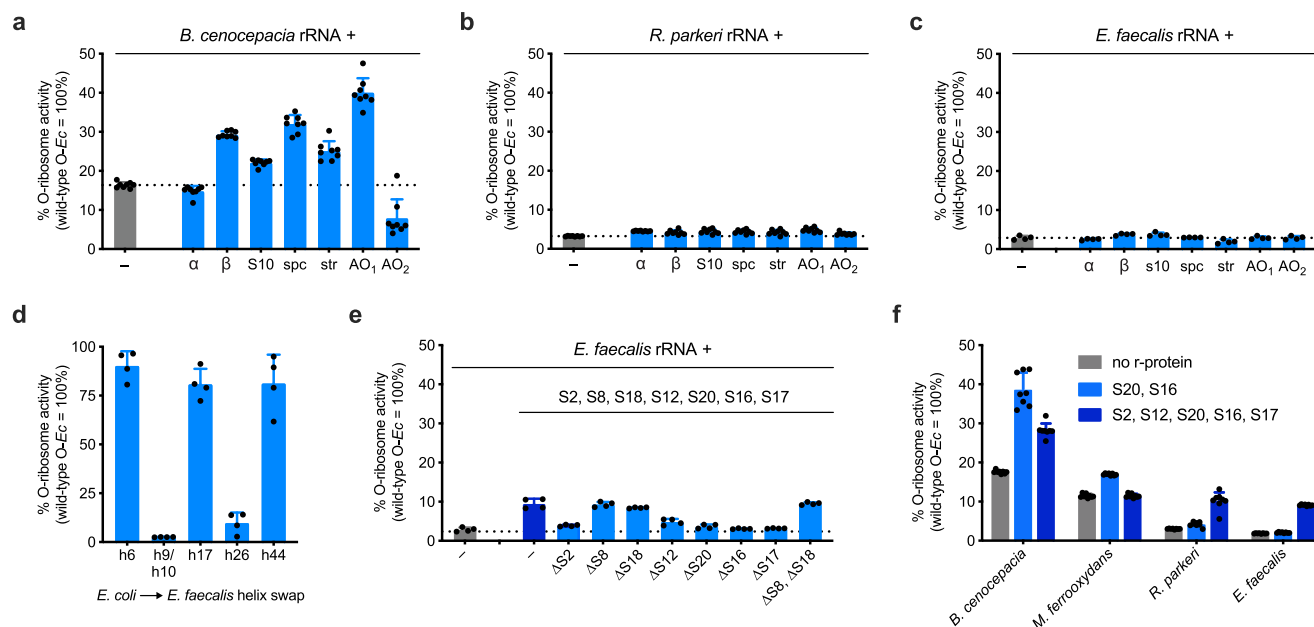 a
B. cenocepacia rRNA +
% O-ribosome activity
(wild-type O-Ec = 100%)
50
40
30
20
10
0
– α β S10 spc str AO1 AO2
b
R. parkeri rRNA +
% O-ribosome activity
(wild-type O-Ec = 100%)
50
40
30
20
10
0
– α β S10 spc str AO1 AO2
c
E. faecalis rRNA +
% O-ribosome activity
(wild-type O-Ec = 100%)
50
40
30
20
10
0
– α β s10 spc str AO1 AO2
d
% O-ribosome activity
(wild-type O-Ec = 100%)
100
75
50
25
0
h6 h9/ h17 h26 h44
h10
E. coli → E. faecalis helix swap
e
E. faecalis rRNA +
S2, S8, S18, S12, S20, S16, S17
% O-ribosome activity
(wild-type O-Ec = 100%)
50
40
30
20
10
0
– – ΔS2 ΔS8 ΔS18 ΔS12 ΔS20 ΔS16 ΔS17 ΔS8, ΔS18
f
no r-protein
S20, S16
S2, S12, S20, S16, S17
% O-ribosome activity
(wild-type O-Ec = 100%)
50
40
30
20
10
0
B. cenocepacia M. ferrooxydans R. parkeri E. faecalis